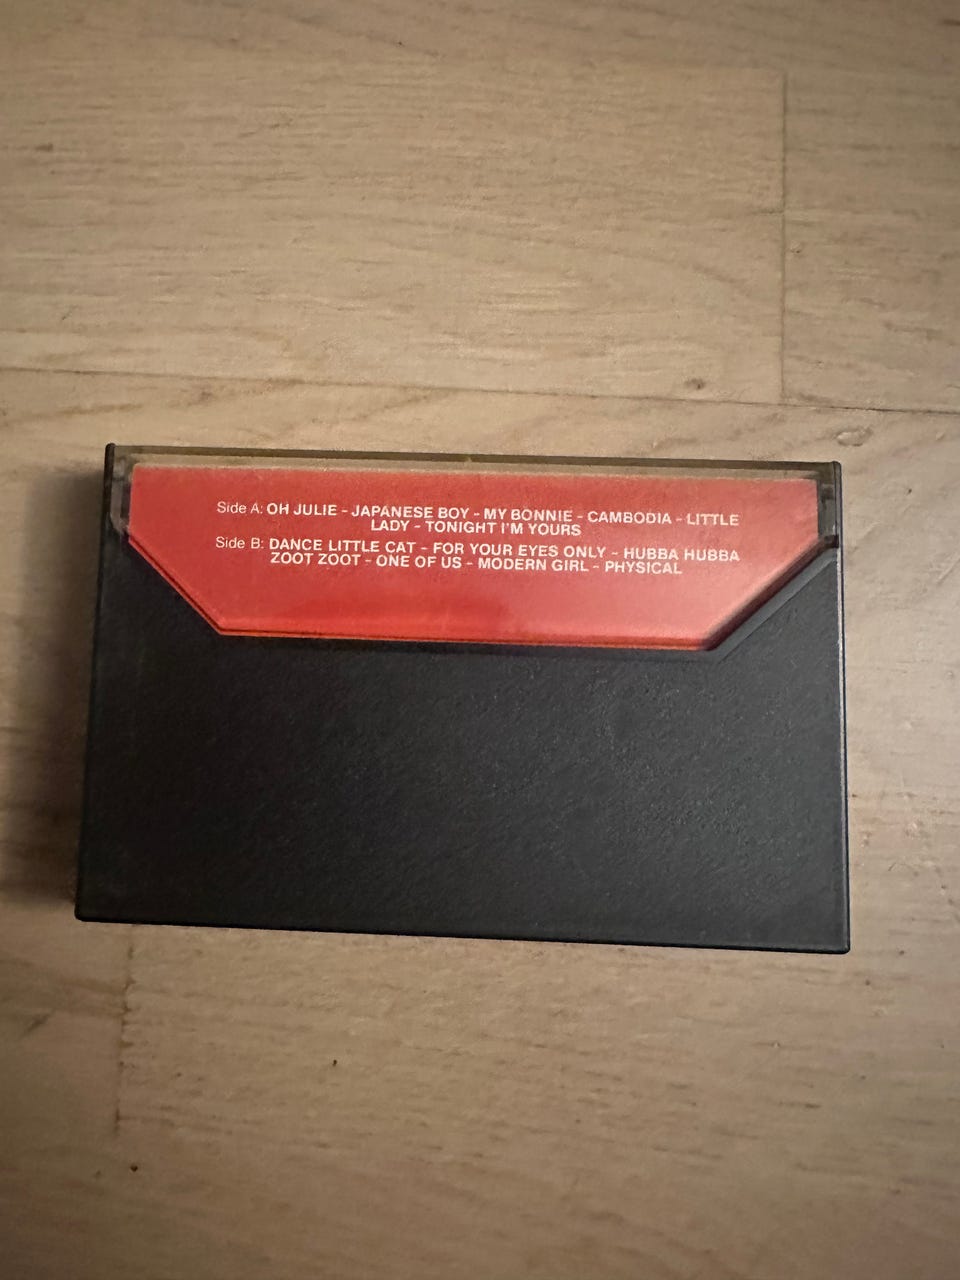 Side A: OH JULIE - JAPANESE BOY - MY BONNIE - CAMBODIA - LITTLE
LADY - TONIGHT I'M YOURS
Side B: DANCE LITTLE CAT - FOR YOUR EYES ONLY - HUBBA HUBBA
ZOOT ZOOT - ONE OF US - MODERN GIRL - PHYSICAL